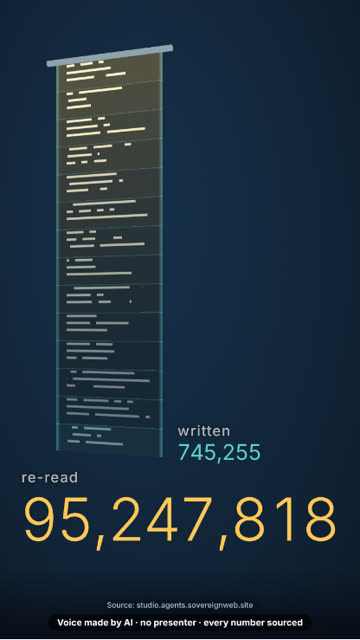 written
745,255
re-read
95,247,818
Source: studio.agents.sovereignweb.site
Voice made by AI · no presenter · every number sourced